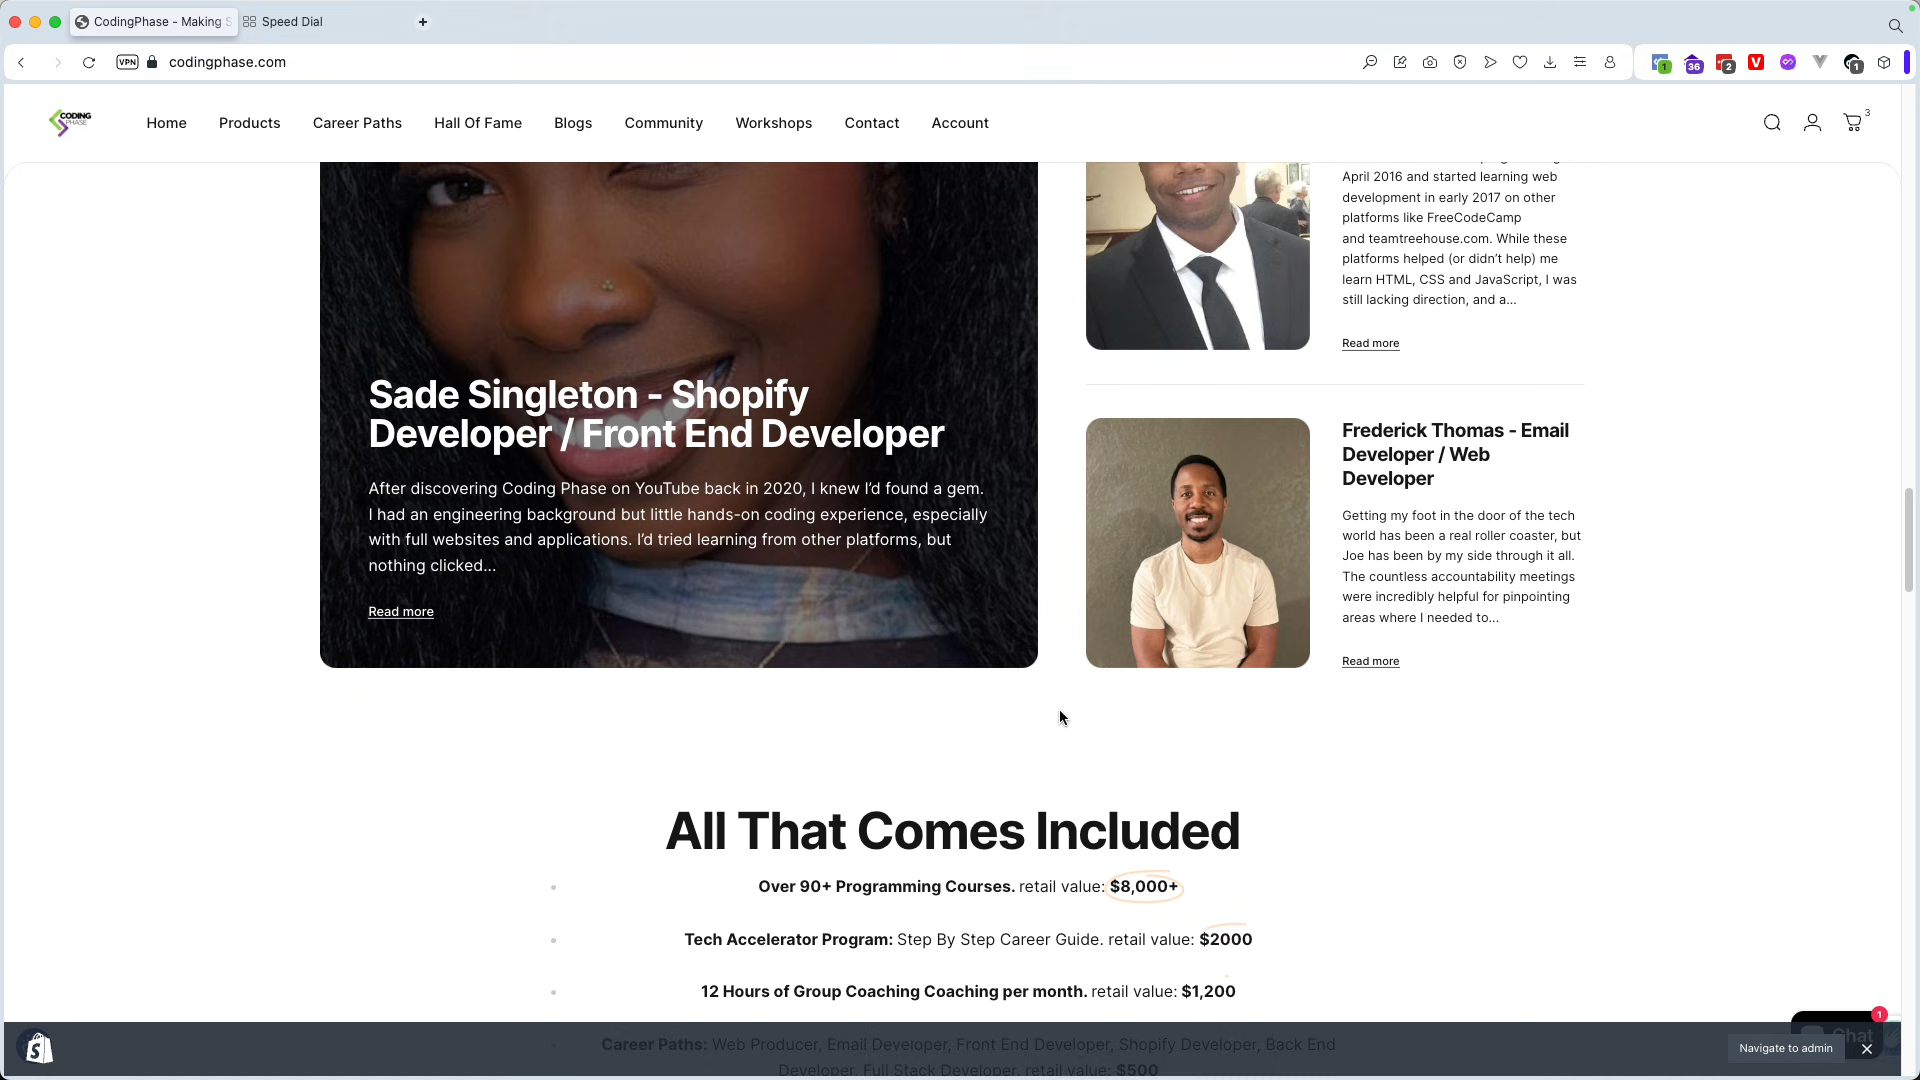 CodingPhase - Making S
Speed Dial
VPN
codingphase.com
1
36
2
V
1
CODING
PHASE
Home
Products
Career Paths
Hall Of Fame
Blogs
Community
Workshops
Contact
Account
3
Sade Singleton - Shopify
Developer / Front End Developer
After discovering Coding Phase on YouTube back in 2020, I knew I’d found a gem.
I had an engineering background but little hands-on coding experience, especially
with full websites and applications. I’d tried learning from other platforms, but
nothing clicked...
Read more
April 2016 and started learning web
development in early 2017 on other
platforms like FreeCodeCamp
and teamtreehouse.com. While these
platforms helped (or didn’t help) me
learn HTML, CSS and JavaScript, I was
still lacking direction, and a...
Read more
Frederick Thomas - Email
Developer / Web
Developer
Getting my foot in the door of the tech
world has been a real roller coaster, but
Joe has been by my side through it all.
The countless accountability meetings
were incredibly helpful for pinpointing
areas where I needed to...
Read more
All That Comes Included
Over 90+ Programming Courses. retail value: $8,000+
Tech Accelerator Program: Step By Step Career Guide. retail value: $2000
12 Hours of Group Coaching Coaching per month. retail value: $1,200
Career Paths: Web Producer, Email Developer, Front End Developer, Shopify Developer, Back End
Developer, Full Stack Developer. retail value: $500
1
Chat
Navigate to admin